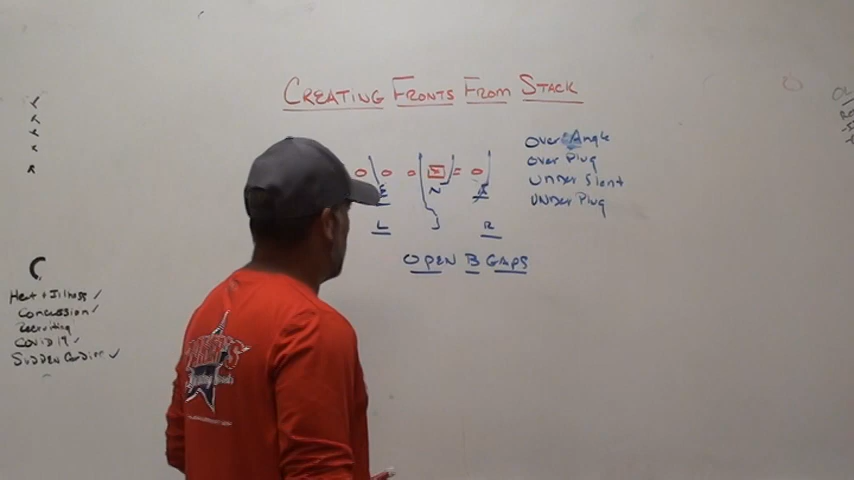 CREATING FRONTS FROM STACK
Over Angle
Over Plug
Under Slant
UNDER Plug
O O O X = O
E N
L J R
OPEN B GAPS
Heat + Illness ✓
Concussion ✓
Recruiting
COVID 19 ✓
SUDDEN ✓